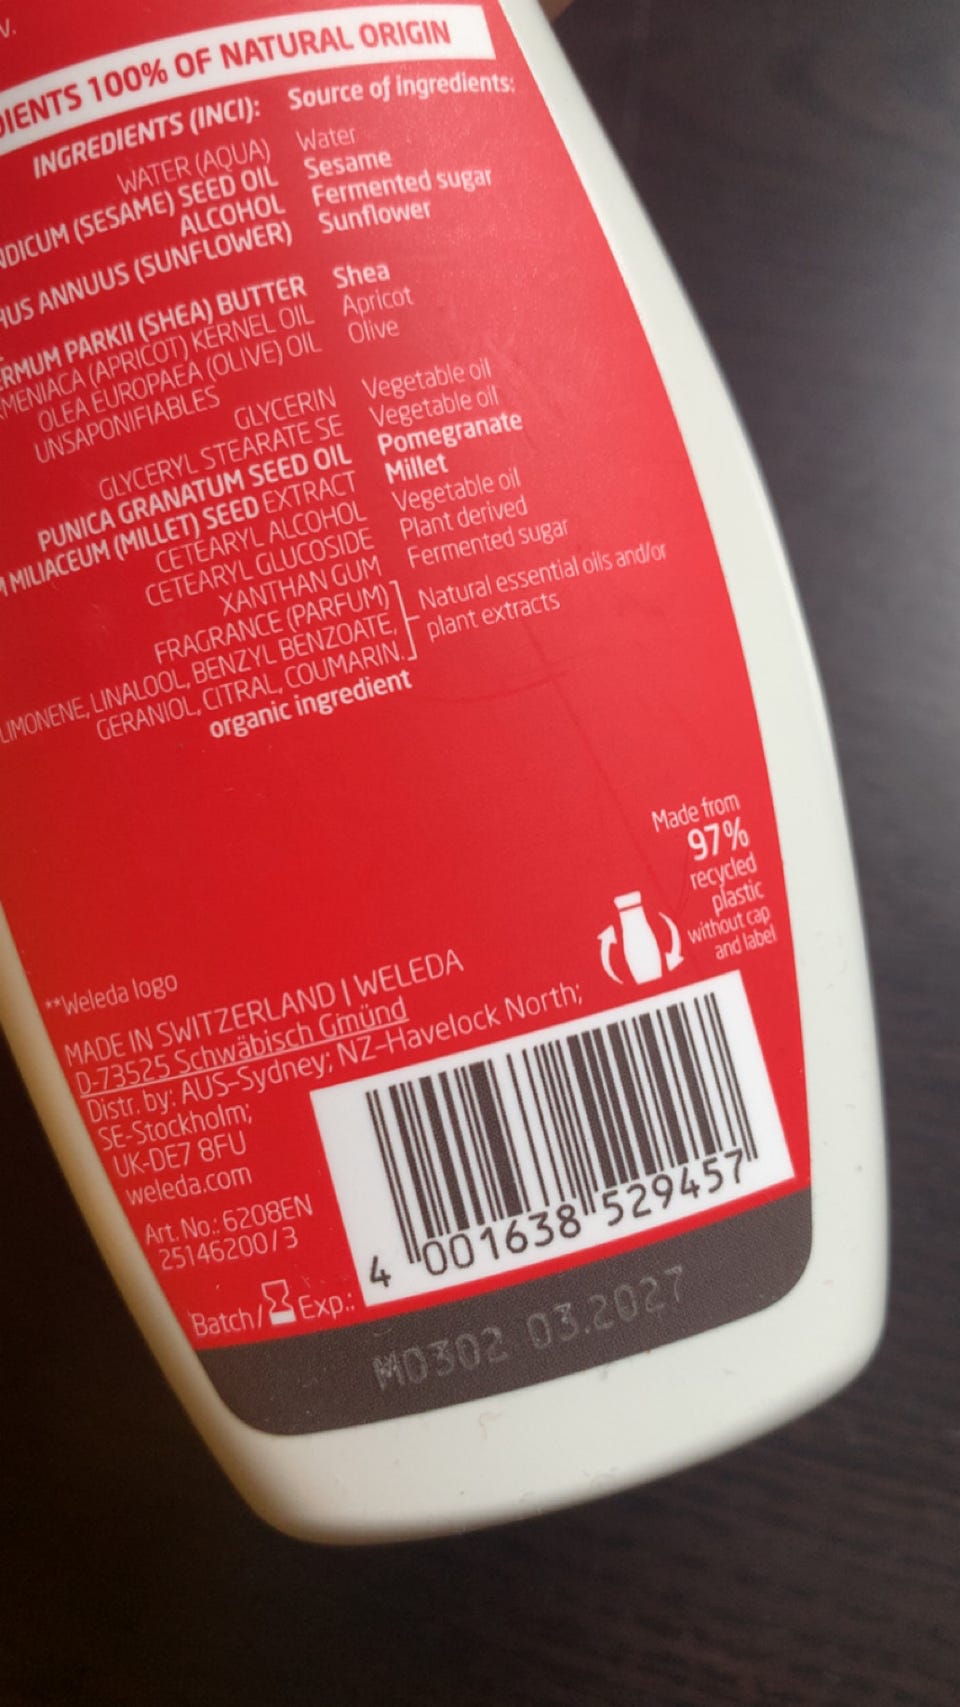 V.
DIENTS 100% OF NATURAL ORIGIN
INGREDIENTS (INCI): Source of ingredients:
WATER (AQUA) Water
NDICUM (SESAME) SEED OIL Sesame
ALCOHOL Fermented sugar
HUS ANNUUS (SUNFLOWER) Sunflower
ERMUM PARKII (SHEA) BUTTER Shea
MENIACA (APRICOT) KERNEL OIL Apricot
OLEA EUROPAEA (OLIVE) OIL Olive
UNSAPONIFIABLES
GLYCERIN Vegetable oil
GLYCERYL STEARATE SE Vegetable oil
PUNICA GRANATUM SEED OIL Pomegranate
M MILIACEUM (MILLET) SEED EXTRACT Millet
CETEARYL ALCOHOL Vegetable oil
CETEARYL GLUCOSIDE Plant derived
XANTHAN GUM Fermented sugar
FRAGRANCE (PARFUM) Natural essential oils and/or
LIMONENE, LINALOOL, BENZYL BENZOATE, plant extracts
GERANIOL, CITRAL, COUMARIN.
organic ingredient
Made from
97%
recycled
plastic
without cap
and label
**Weleda logo
MADE IN SWITZERLAND | WELEDA
D-73525 Schwäbisch Gmünd
Distr. by: AUS-Sydney; NZ-Havelock North;
SE-Stockholm;
UK-DE7 8FU
weleda.com
Art. No.: 6208EN
25146200/3
4 001638 529457
Batch/ Exp.:
M0302 03.2027